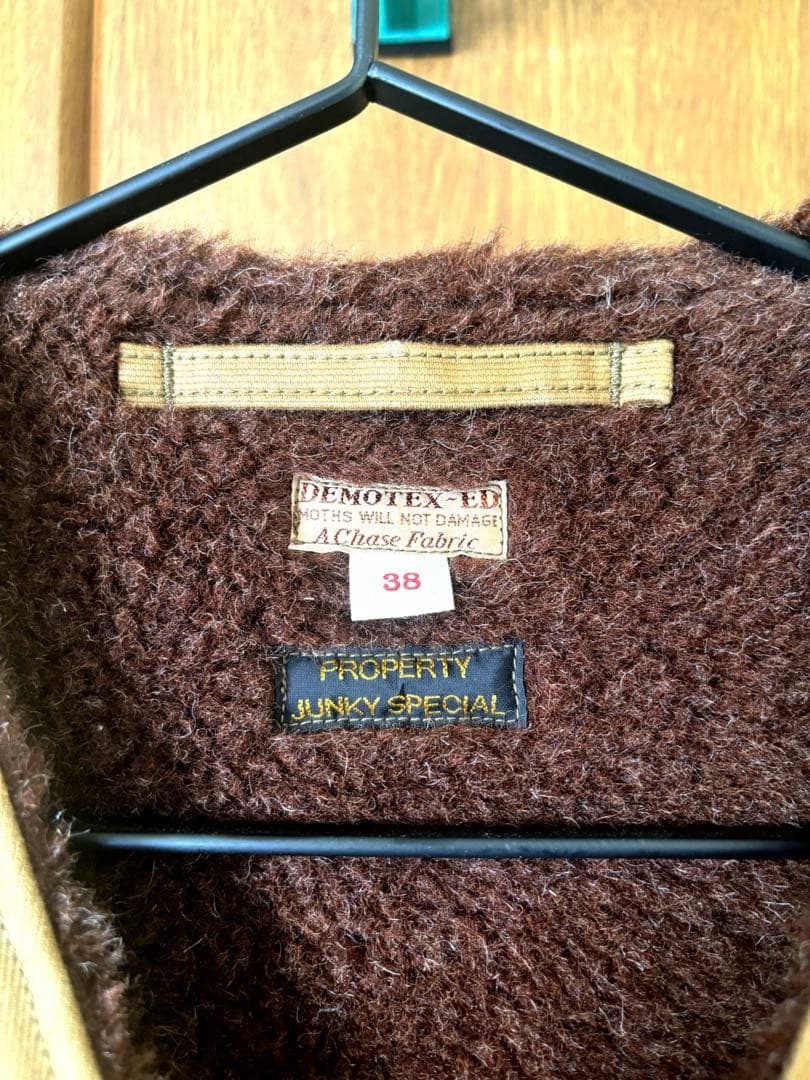 DEMOTEX~ED
MOTHS WILL NOT DAMAGE
A Chase Fabric
38
PROPERTY
JUNKY SPECIAL